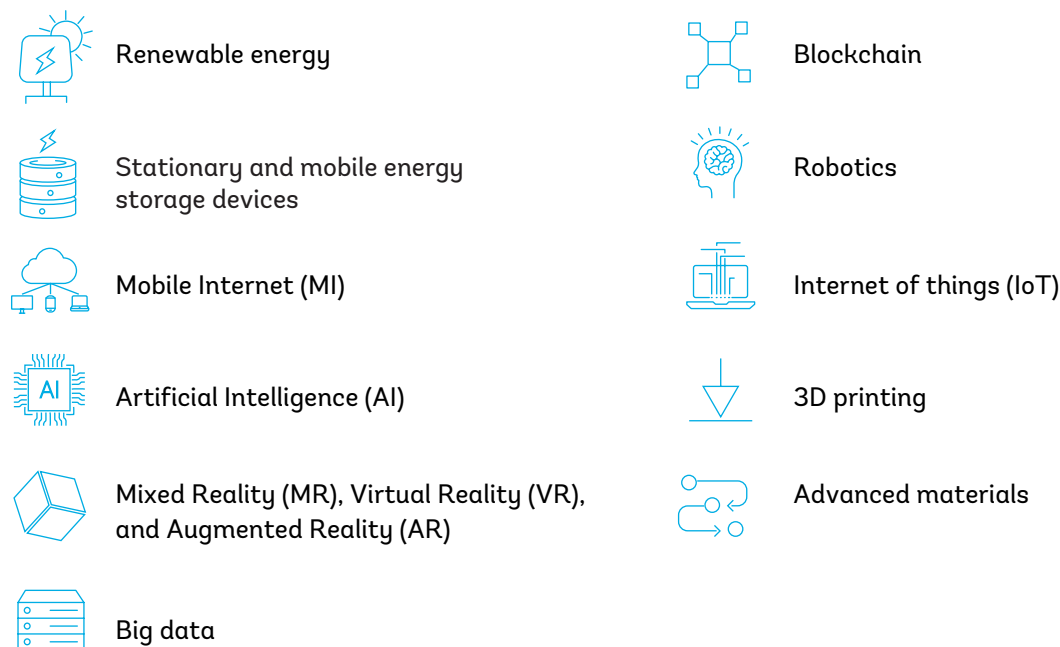 Renewable energy
Stationary and mobile energy
storage devices
Mobile Internet (MI)
AI
Artificial Intelligence (AI)
Mixed Reality (MR), Virtual Reality (VR),
and Augmented Reality (AR)
Big data
Blockchain
Robotics
Internet of things (IoT)
3D printing
Advanced materials